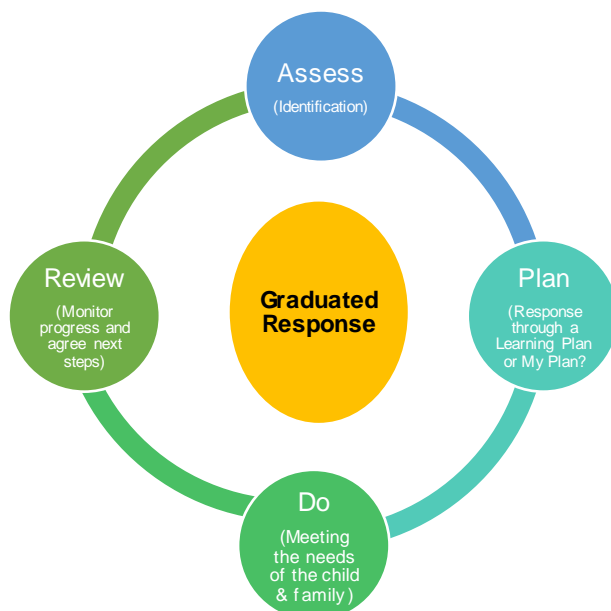 Assess
(Identification)
Plan
(Response
through a
Learning Plan
or My Plan?
Do
(Meeting
the needs
of the child
& family)
Review
(Monitor
progress and
agree next
steps)
Graduated
Response